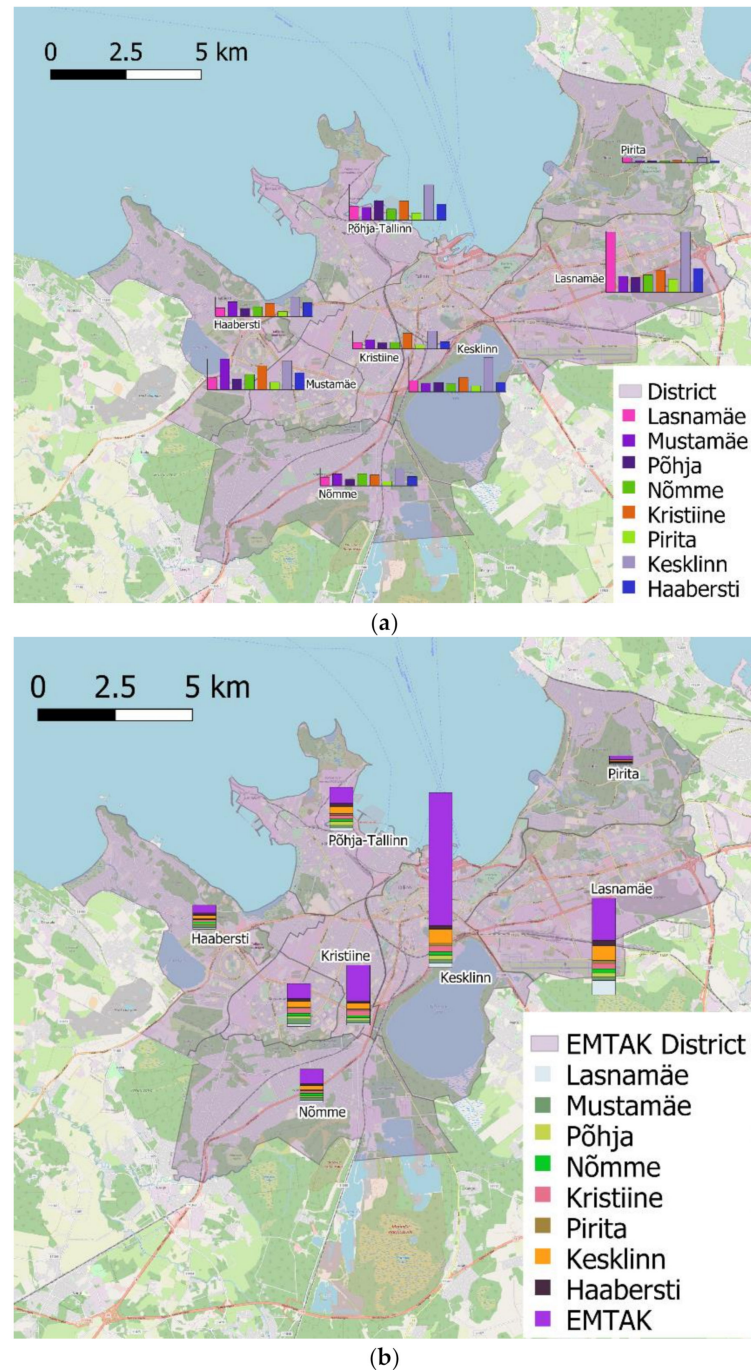 0 2.5 5 km
Pirita
Põhja-Tallinn
Lasnamäe
Haabersti
Kristiine
Kesklinn
Mustamäe
Nõmme
District
Lasnamäe
Mustamäe
Põhja
Nõmme
Kristiine
Pirita
Kesklinn
Haabersti
(a)
0 2.5 5 km
Pirita
Põhja-Tallinn
Lasnamäe
Haabersti
Kristiine
Kesklinn
Nõmme
EMTAK District
Lasnamäe
Mustamäe
Põhja
Nõmme
Kristiine
Pirita
Kesklinn
Haabersti
EMTAK
(b)